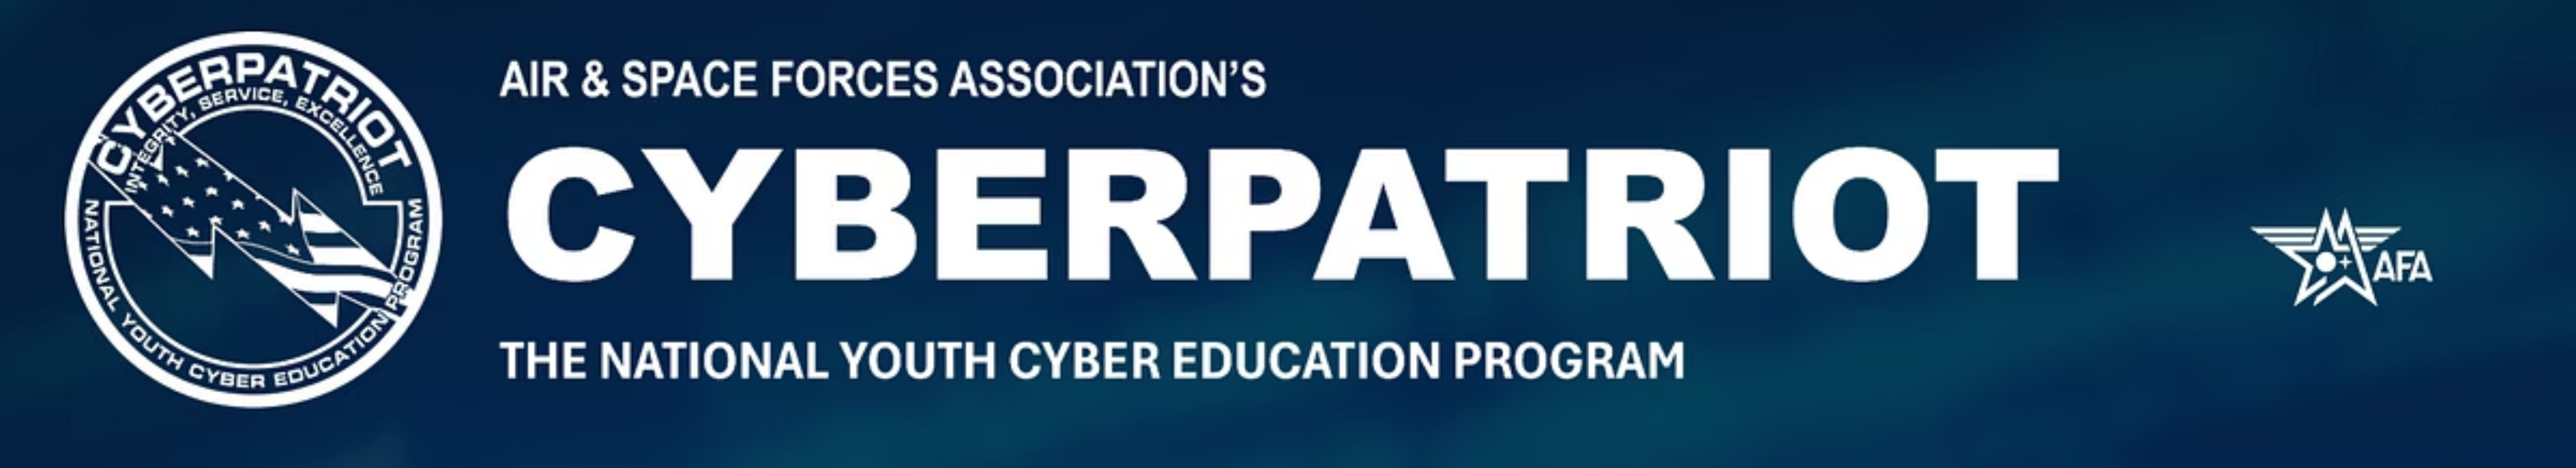 CYBERPATRIOT
INTEGRITY, SERVICE, EXCELLENCE
NATIONAL YOUTH CYBER EDUCATION PROGRAM
AIR & SPACE FORCES ASSOCIATION’S
CYBERPATRIOT
THE NATIONAL YOUTH CYBER EDUCATION PROGRAM
AFA